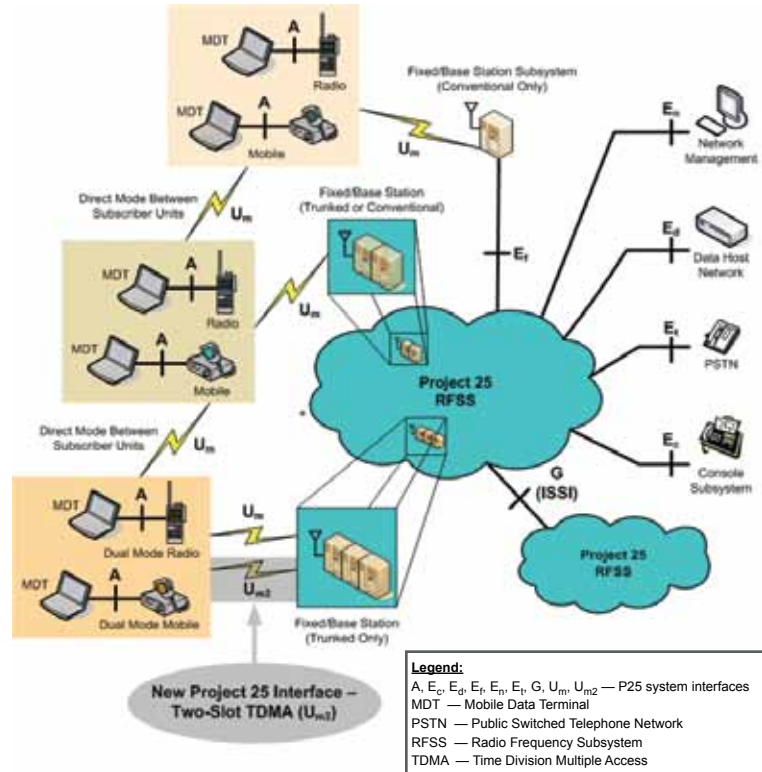 MDT
A
Radio
MDT
A
Mobile
Fixed/Base Station Subsystem
(Conventional Only)
Um
En
Network
Management
Direct Mode Between
Subscriber Units
Um
Fixed/Base Station
(Trunked or Conventional)
Ef
Ed
Data Host
Network
MDT
A
Radio
MDT
A
Mobile
Um
Project 25
RFSS
Et
PSTN
Direct Mode Between
Subscriber Units
Um
Ec
Console
Subsystem
G
(ISSI)
MDT
A
Dual Mode Radio
Um
MDT
A
Dual Mode Mobile
Um2
Project 25
RFSS
Fixed/Base Station
(Trunked Only)
New Project 25 Interface –
Two-Slot TDMA (Um2)
Legend:
A, Ec, Ed, Ef, En, Et, G, Um, Um2 — P25 system interfaces
MDT — Mobile Data Terminal
PSTN — Public Switched Telephone Network
RFSS — Radio Frequency Subsystem
TDMA — Time Division Multiple Access